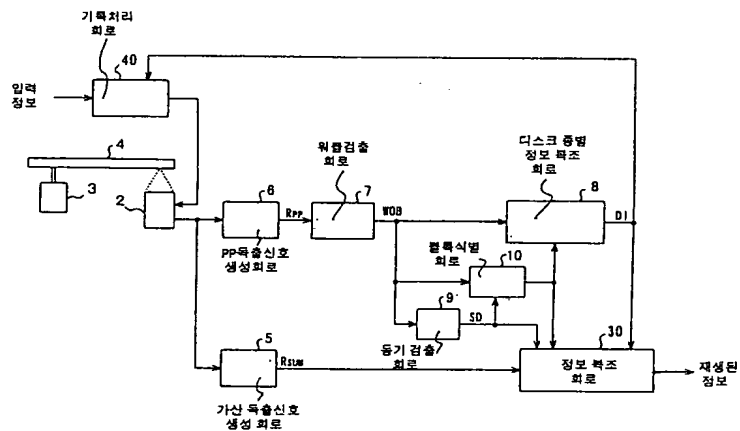 기록처리
회로
40
입력
정보
4
3
2
6
RPP
PP독출신호
생성회로
워블검출
회로
7
WOB
디스크 종별
정보 복조
회로
8
DI
블록식별
회로
10
9
SD
동기 검출
회로
5
RSUM
가산 독출신호
생성 회로
30
정보 복조
회로
재생된
정보